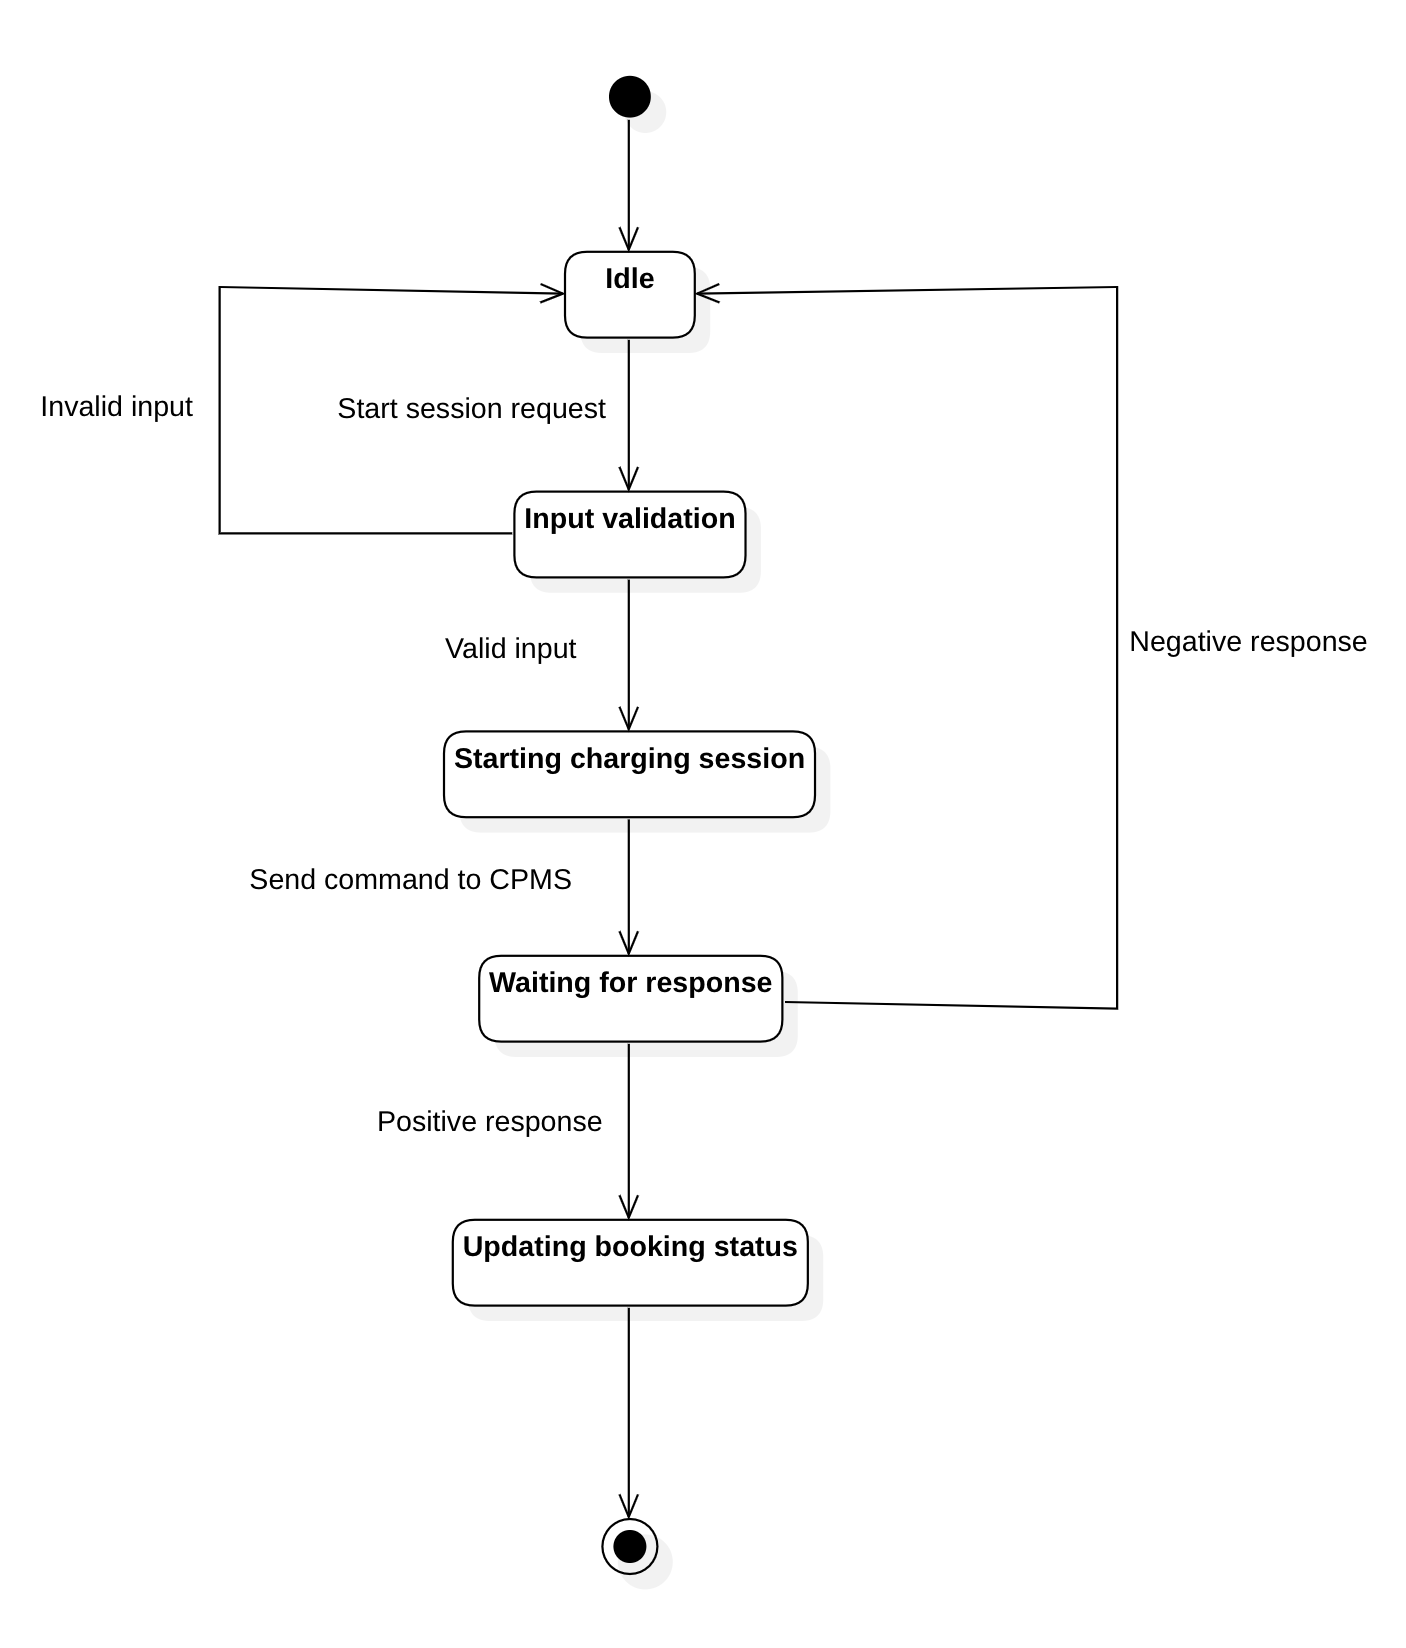 Idle
Invalid input
Start session request
Input validation
Valid input
Negative response
Starting charging session
Send command to CPMS
Waiting for response
Positive response
Updating booking status